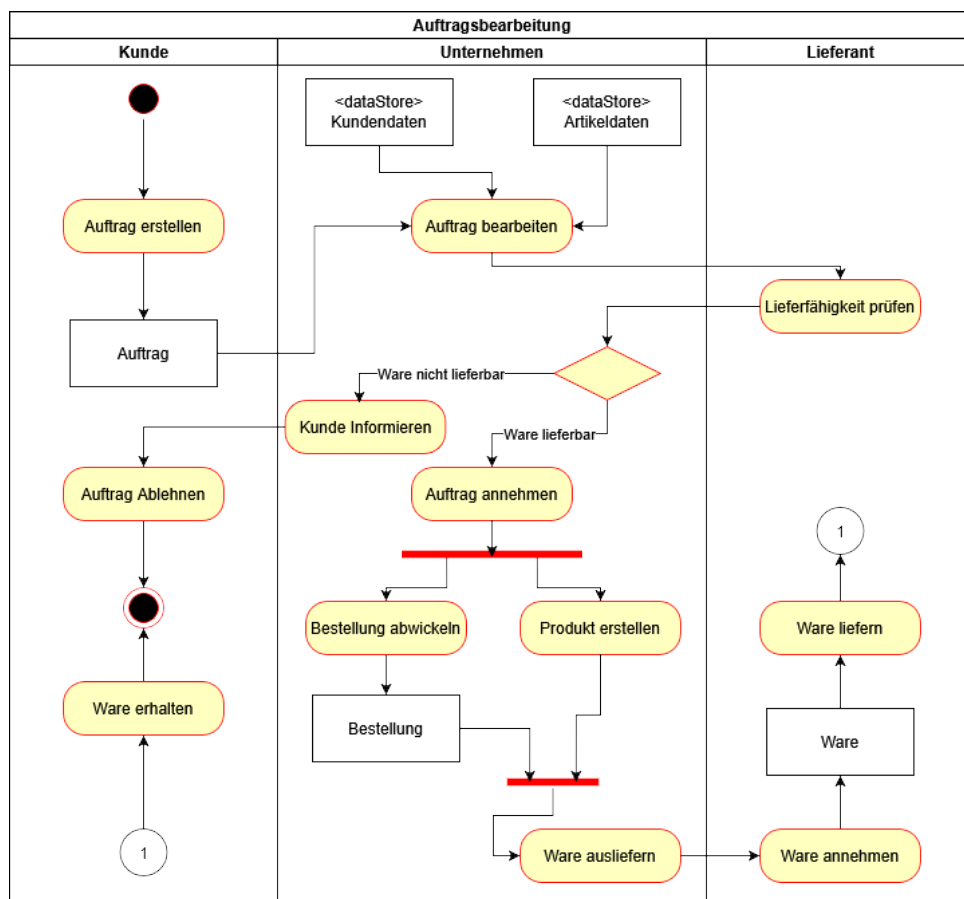 Auftragsbearbeitung
Kunde
Unternehmen
Lieferant
<dataStore>
Kundendaten
<dataStore>
Artikeldaten
Auftrag erstellen
Auftrag bearbeiten
Lieferfähigkeit prüfen
Auftrag
Ware nicht lieferbar
Kunde Informieren
Ware lieferbar
Auftrag Ablehnen
Auftrag annehmen
1
Bestellung abwickeln
Produkt erstellen
Ware liefern
Ware erhalten
Bestellung
Ware
1
Ware ausliefern
Ware annehmen